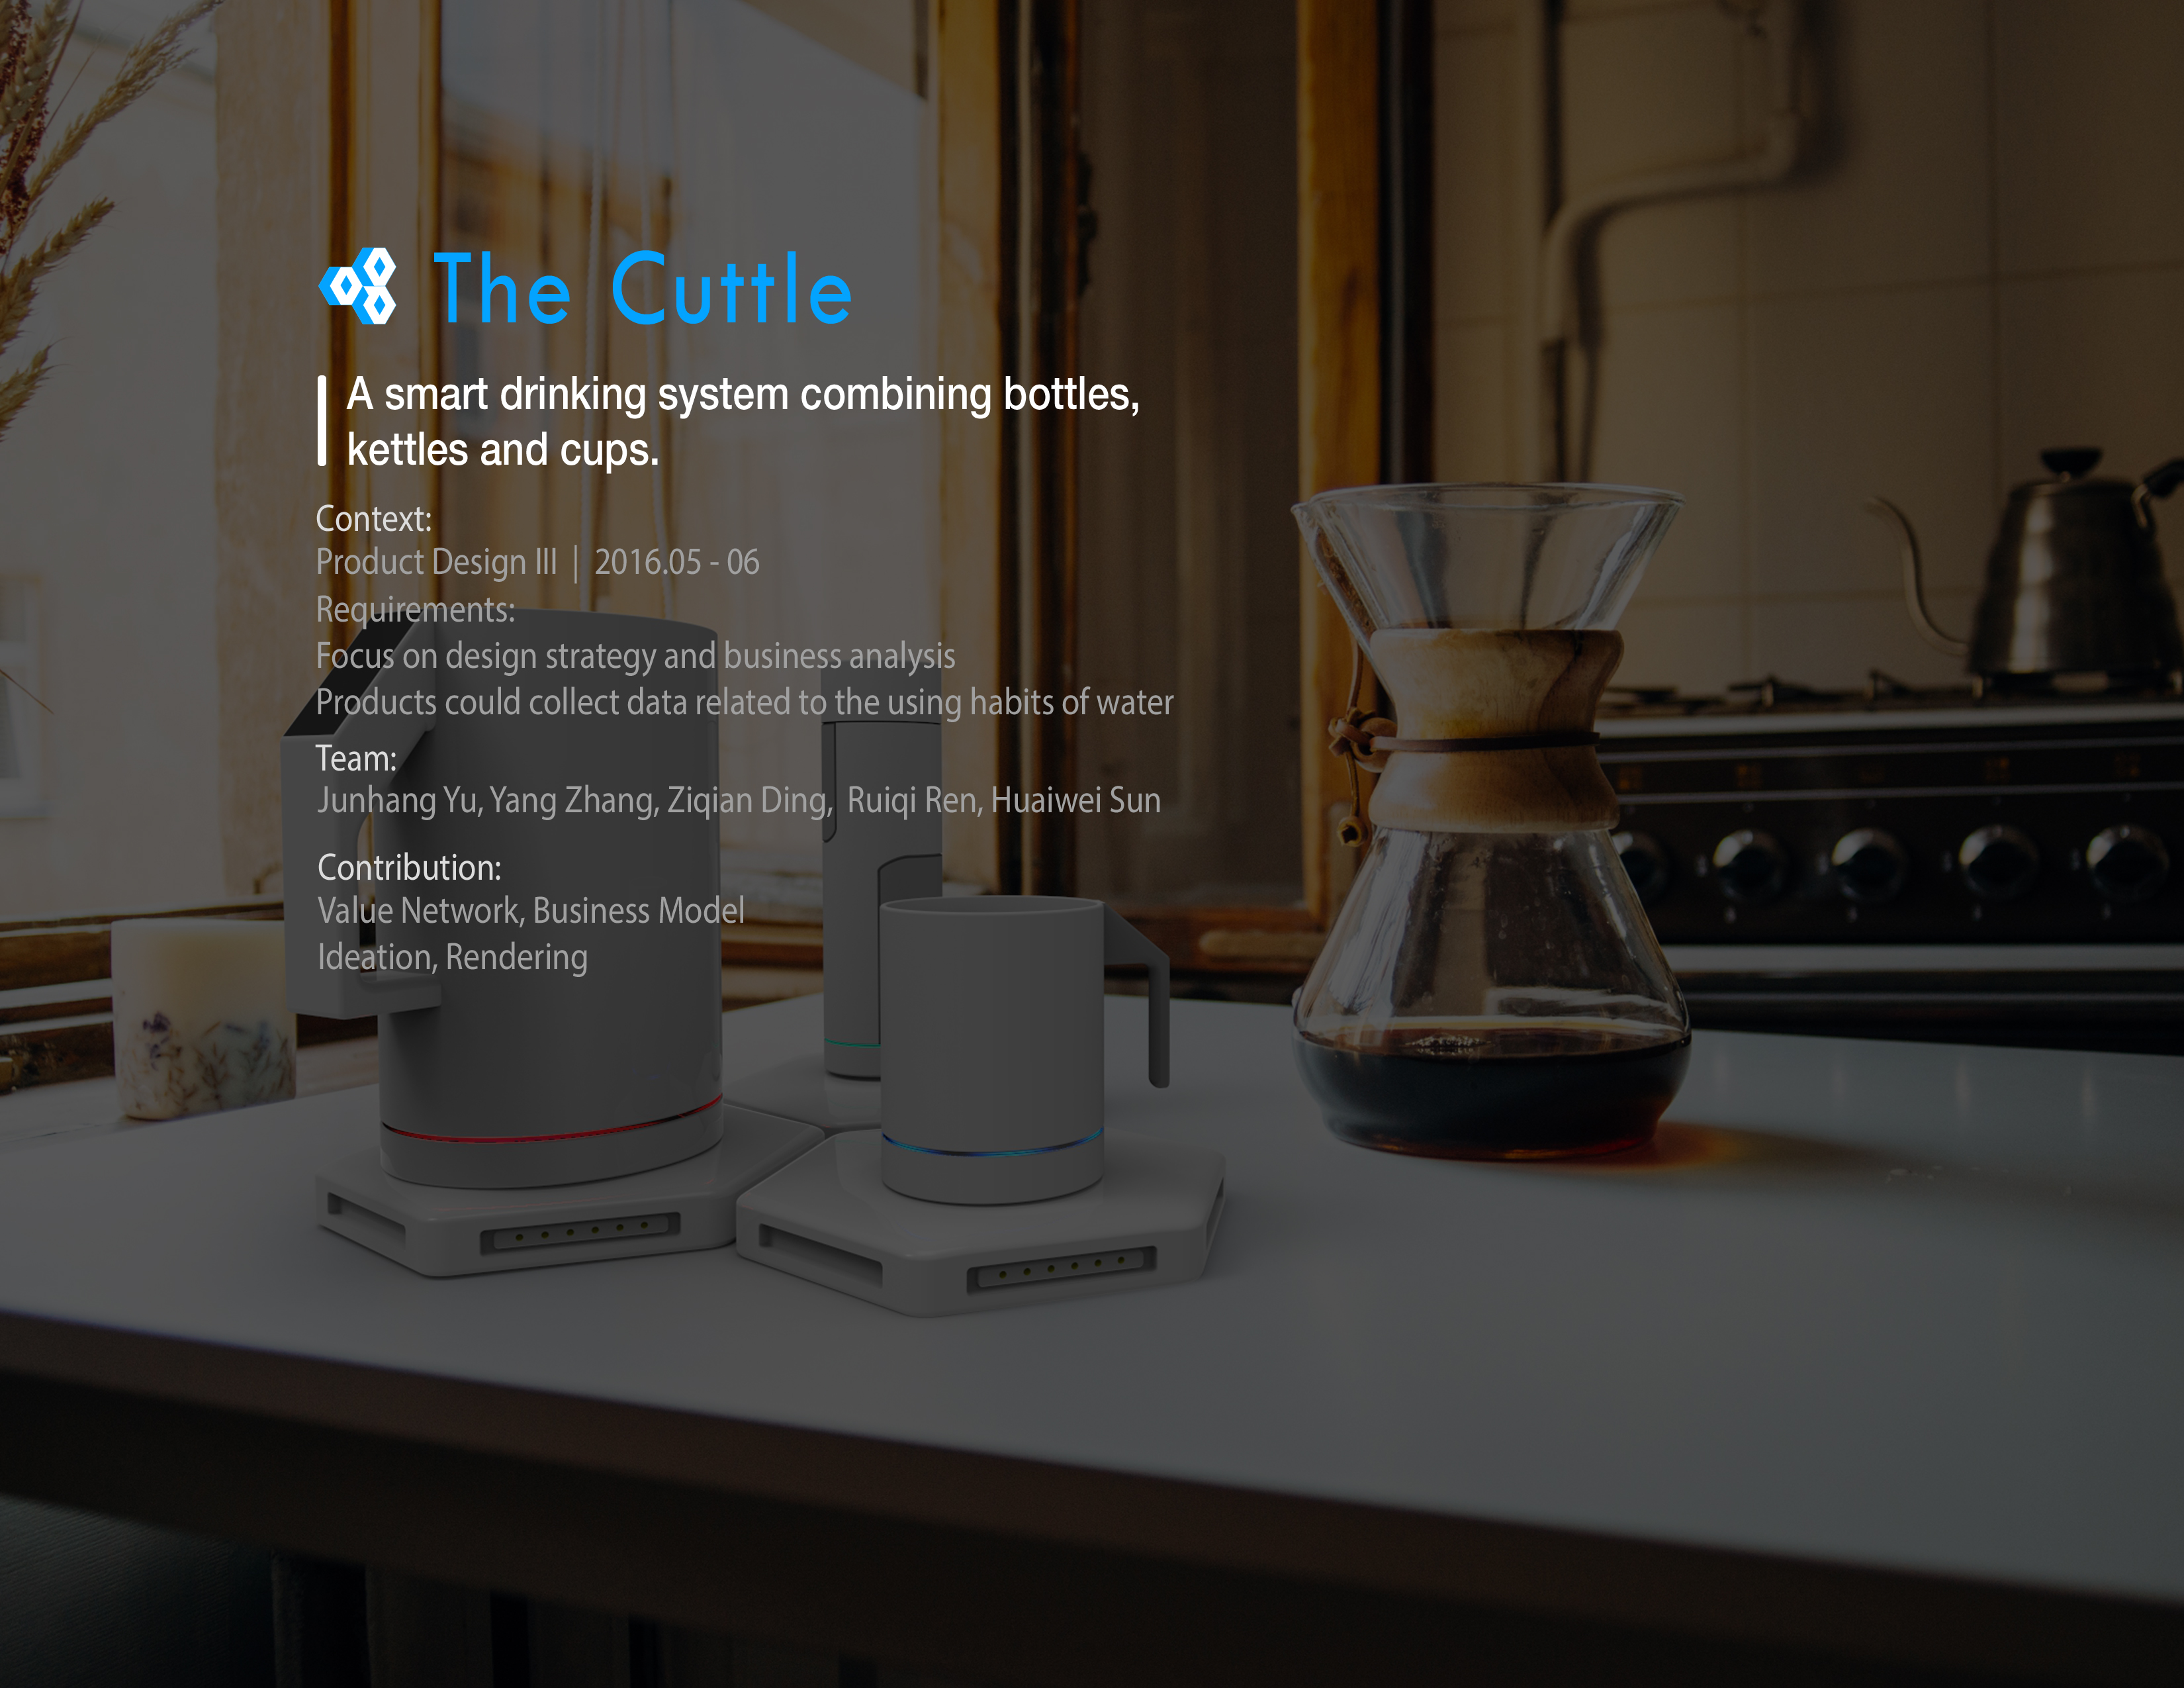 The Cuttle
A smart drinking system combining bottles,
kettles and cups.
Context:
Product Design III | 2016.05 - 06
Requirements:
Focus on design strategy and business analysis
Products could collect data related to the using habits of water
Team:
Junhang Yu, Yang Zhang, Ziqian Ding, Ruiqi Ren, Huaiwei Sun
Contribution:
Value Network, Business Model
Ideation, Rendering